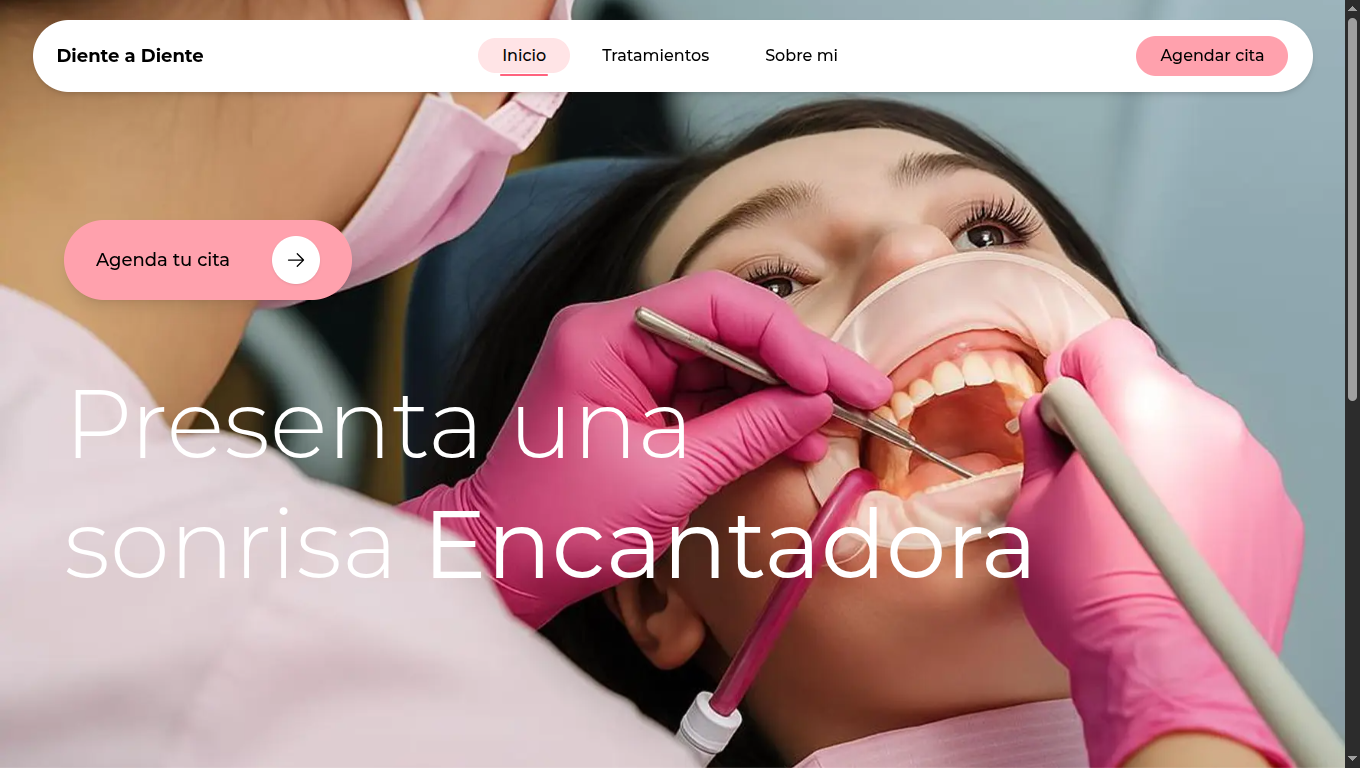 Diente a Diente
Inicio
Tratamientos
Sobre mi
Agendar cita
Agenda tu cita
Presenta una
sonrisa Encantadora